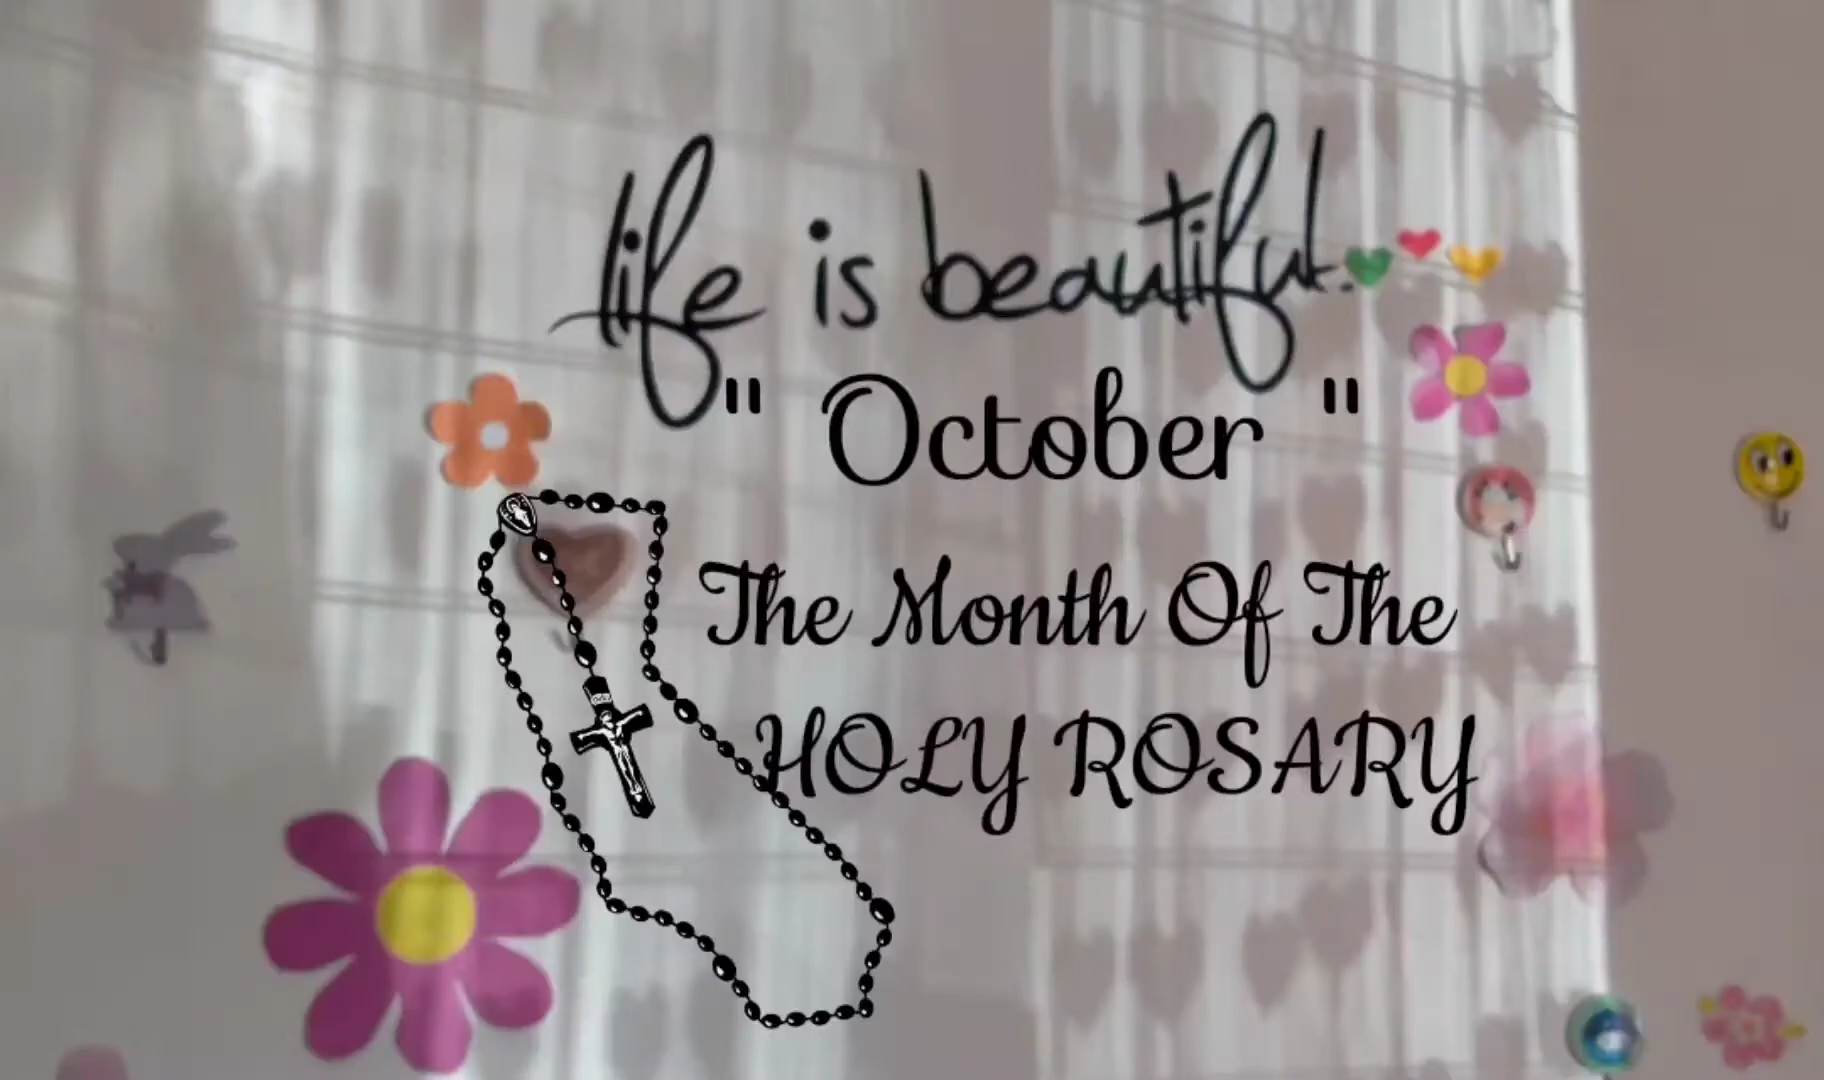 life is beautiful.
" October "
The Month Of The
HOLY ROSARY